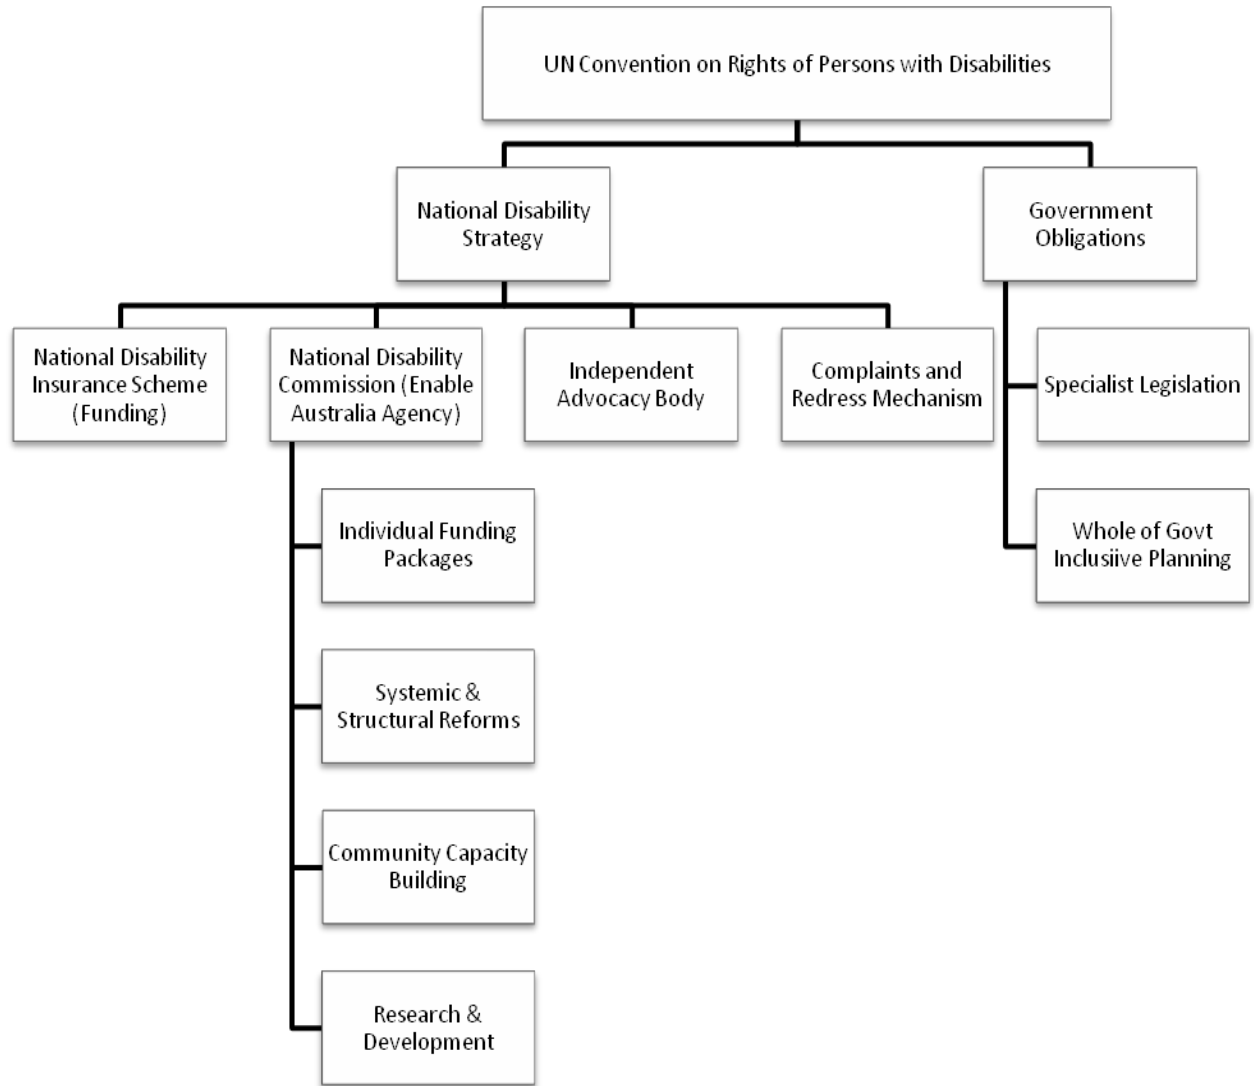 UN Convention on Rights of Persons with Disabilities
National Disability
Strategy
Government
Obligations
National Disability
Insurance Scheme
(Funding)
National Disability
Commission (Enable
Australia Agency)
Independent
Advocacy Body
Complaints and
Redress Mechanism
Specialist Legislation
Individual Funding
Packages
Whole of Govt
Inclusiive Planning
Systemic &
Structural Reforms
Community Capacity
Building
Research &
Development